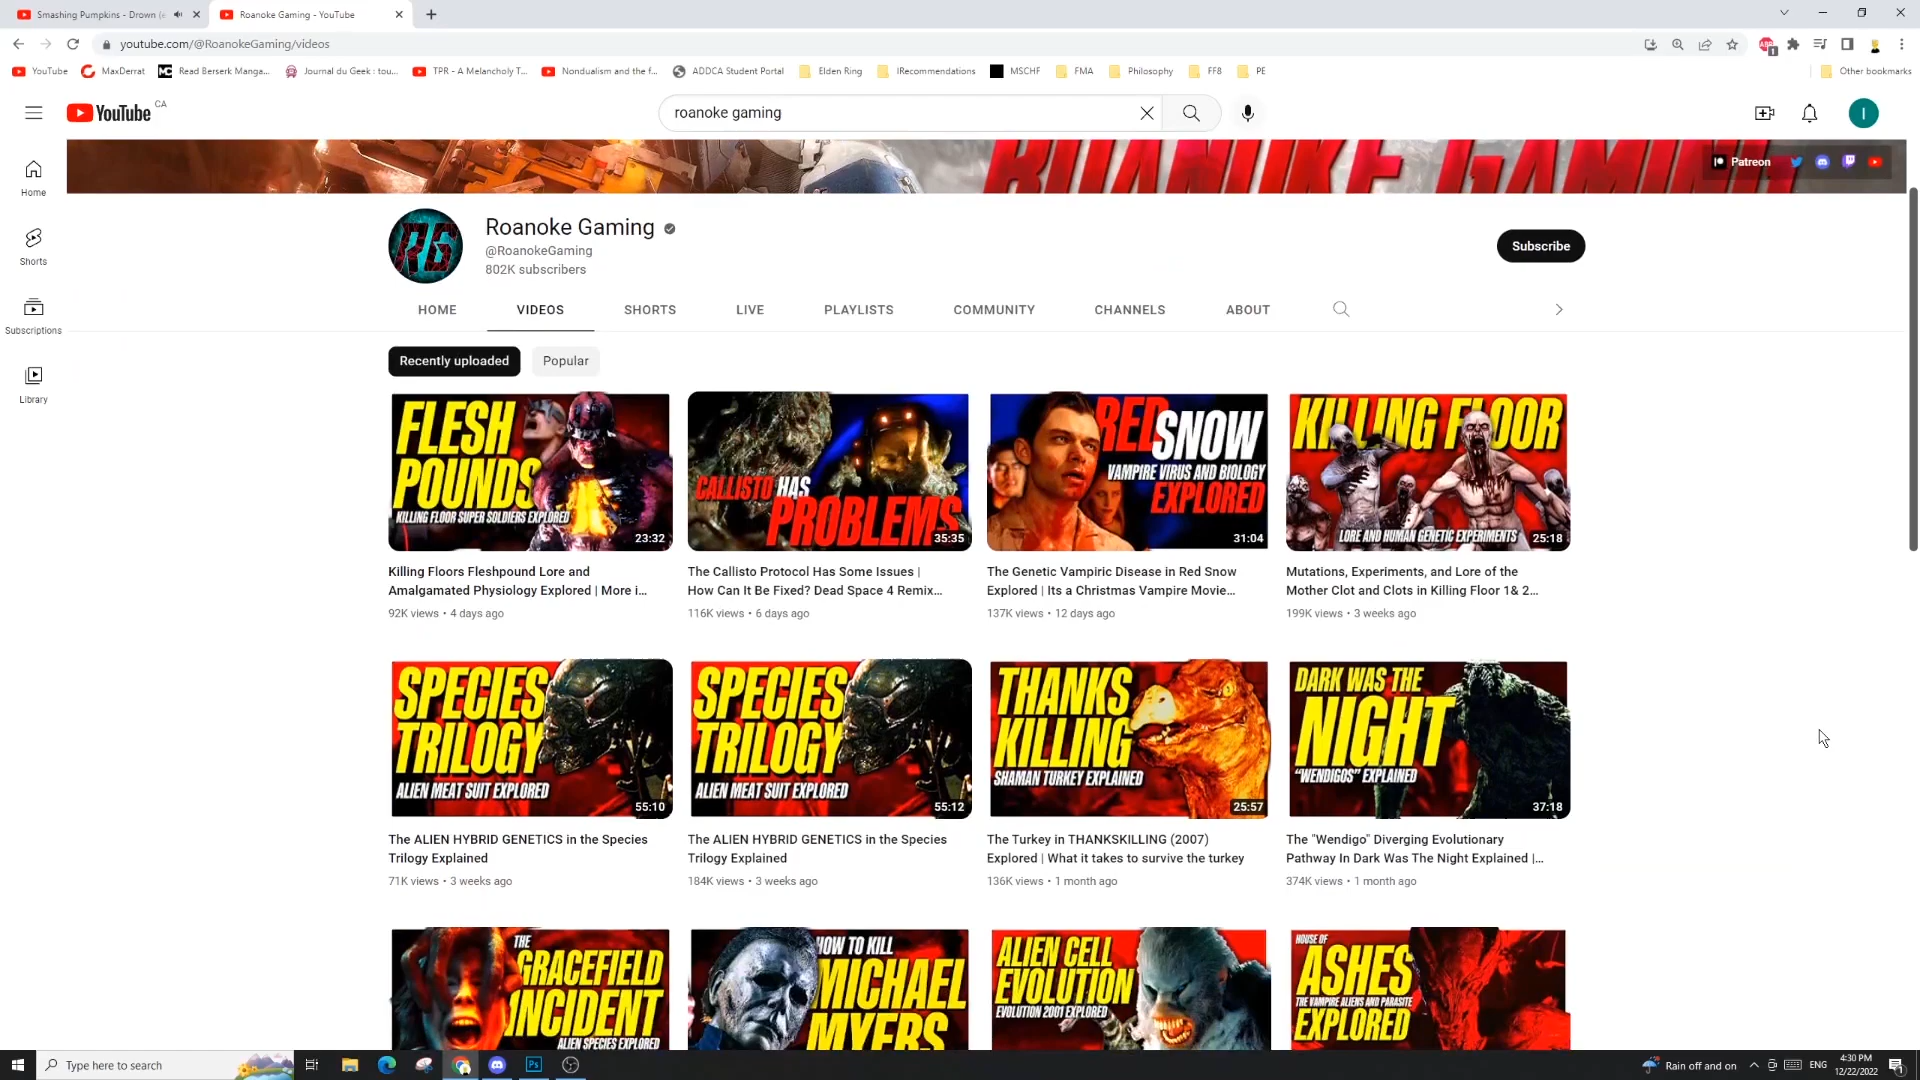 Smashing Pumpkins - Drown (e
Roanoke Gaming - YouTube
youtube.com/@RoanokeGaming/videos
YouTube
MaxDerrat
Read Berserk Manga...
Journal du Geek : tou...
TPR - A Melancholy T...
Nondualism and the f...
ADDCA Student Portal
Elden Ring
IRecommendations
MSCHF
FMA
Philosophy
FF8
PE
Other bookmarks
YouTube CA
roanoke gaming
I
Home
Shorts
Subscriptions
Library
ROANOKE GAMING
Patreon
RG
Roanoke Gaming
@RoanokeGaming
802K subscribers
Subscribe
HOME
VIDEOS
SHORTS
LIVE
PLAYLISTS
COMMUNITY
CHANNELS
ABOUT
Recently uploaded
Popular
FLESH
POUNDS
KILLING FLOOR SUPER SOLDIERS EXPLORED
23:32
CALLISTO HAS
PROBLEMS
35:35
RED SNOW
VAMPIRE VIRUS AND BIOLOGY
EXPLORED
31:04
KILLING FLOOR
LORE AND HUMAN GENETIC EXPERIMENTS
25:18
Killing Floors Fleshpound Lore and
Amalgamated Physiology Explored | More i...
92K views • 4 days ago
The Callisto Protocol Has Some Issues |
How Can It Be Fixed? Dead Space 4 Remix...
116K views • 6 days ago
The Genetic Vampiric Disease in Red Snow
Explored | Its a Christmas Vampire Movie...
137K views • 12 days ago
Mutations, Experiments, and Lore of the
Mother Clot and Clots in Killing Floor 1& 2...
199K views • 3 weeks ago
SPECIES
TRILOGY
ALIEN MEAT SUIT EXPLORED
55:10
SPECIES
TRILOGY
ALIEN MEAT SUIT EXPLORED
55:12
THANKS
KILLING
SHAMAN TURKEY EXPLAINED
25:57
DARK WAS THE
NIGHT
"WENDIGOS" EXPLAINED
37:18
The ALIEN HYBRID GENETICS in the Species
Trilogy Explained
71K views • 3 weeks ago
The ALIEN HYBRID GENETICS in the Species
Trilogy Explained
184K views • 3 weeks ago
The Turkey in THANKSKILLING (2007)
Explored | What it takes to survive the turkey
136K views • 1 month ago
The "Wendigo" Diverging Evolutionary
Pathway In Dark Was The Night Explained |...
374K views • 1 month ago
THE
GRACEFIELD
INCIDENT
ALIEN SPECIES EXPLORED
HOW TO KILL
MICHAEL
MYERS
ALIEN CELL
EVOLUTION
EVOLUTION 2001 EXPLORED
HOUSE OF
ASHES
THE VAMPIRE ALIENS AND PARASITE
EXPLORED
Type here to search
Ps
Rain off and on
ENG
4:30 PM
12/22/2022
1